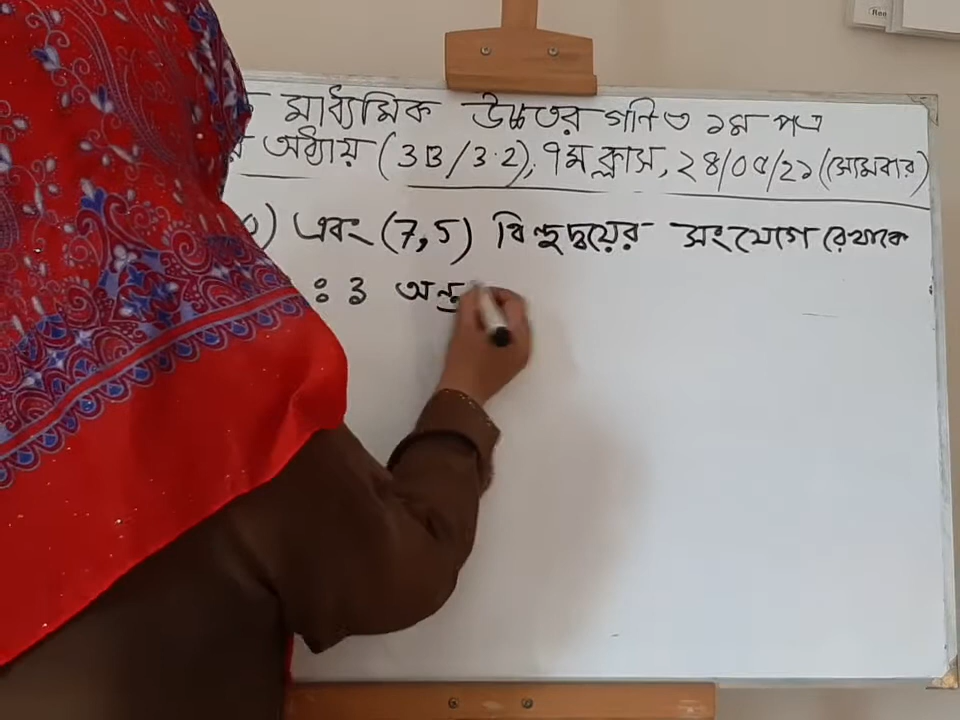 মাধ্যমিক উচ্চতর গণিত ১ম পত্র
অধ্যায় (3B/3.2), ৭ম ক্লাস, ২৪/০৫/২১ (সোমবার)
) এবং (7,5) বিন্দুদ্বয়ের সংযোগ রেখাকে
: ३